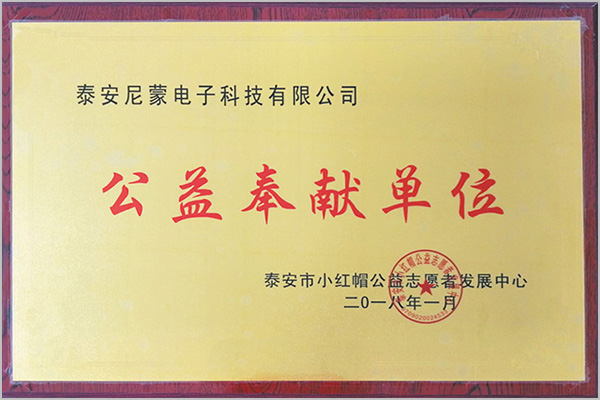 泰安尼蒙电子科技有限公司
公益奉献单位
泰安市小红帽公益志愿者发展中心
二〇一八年一月